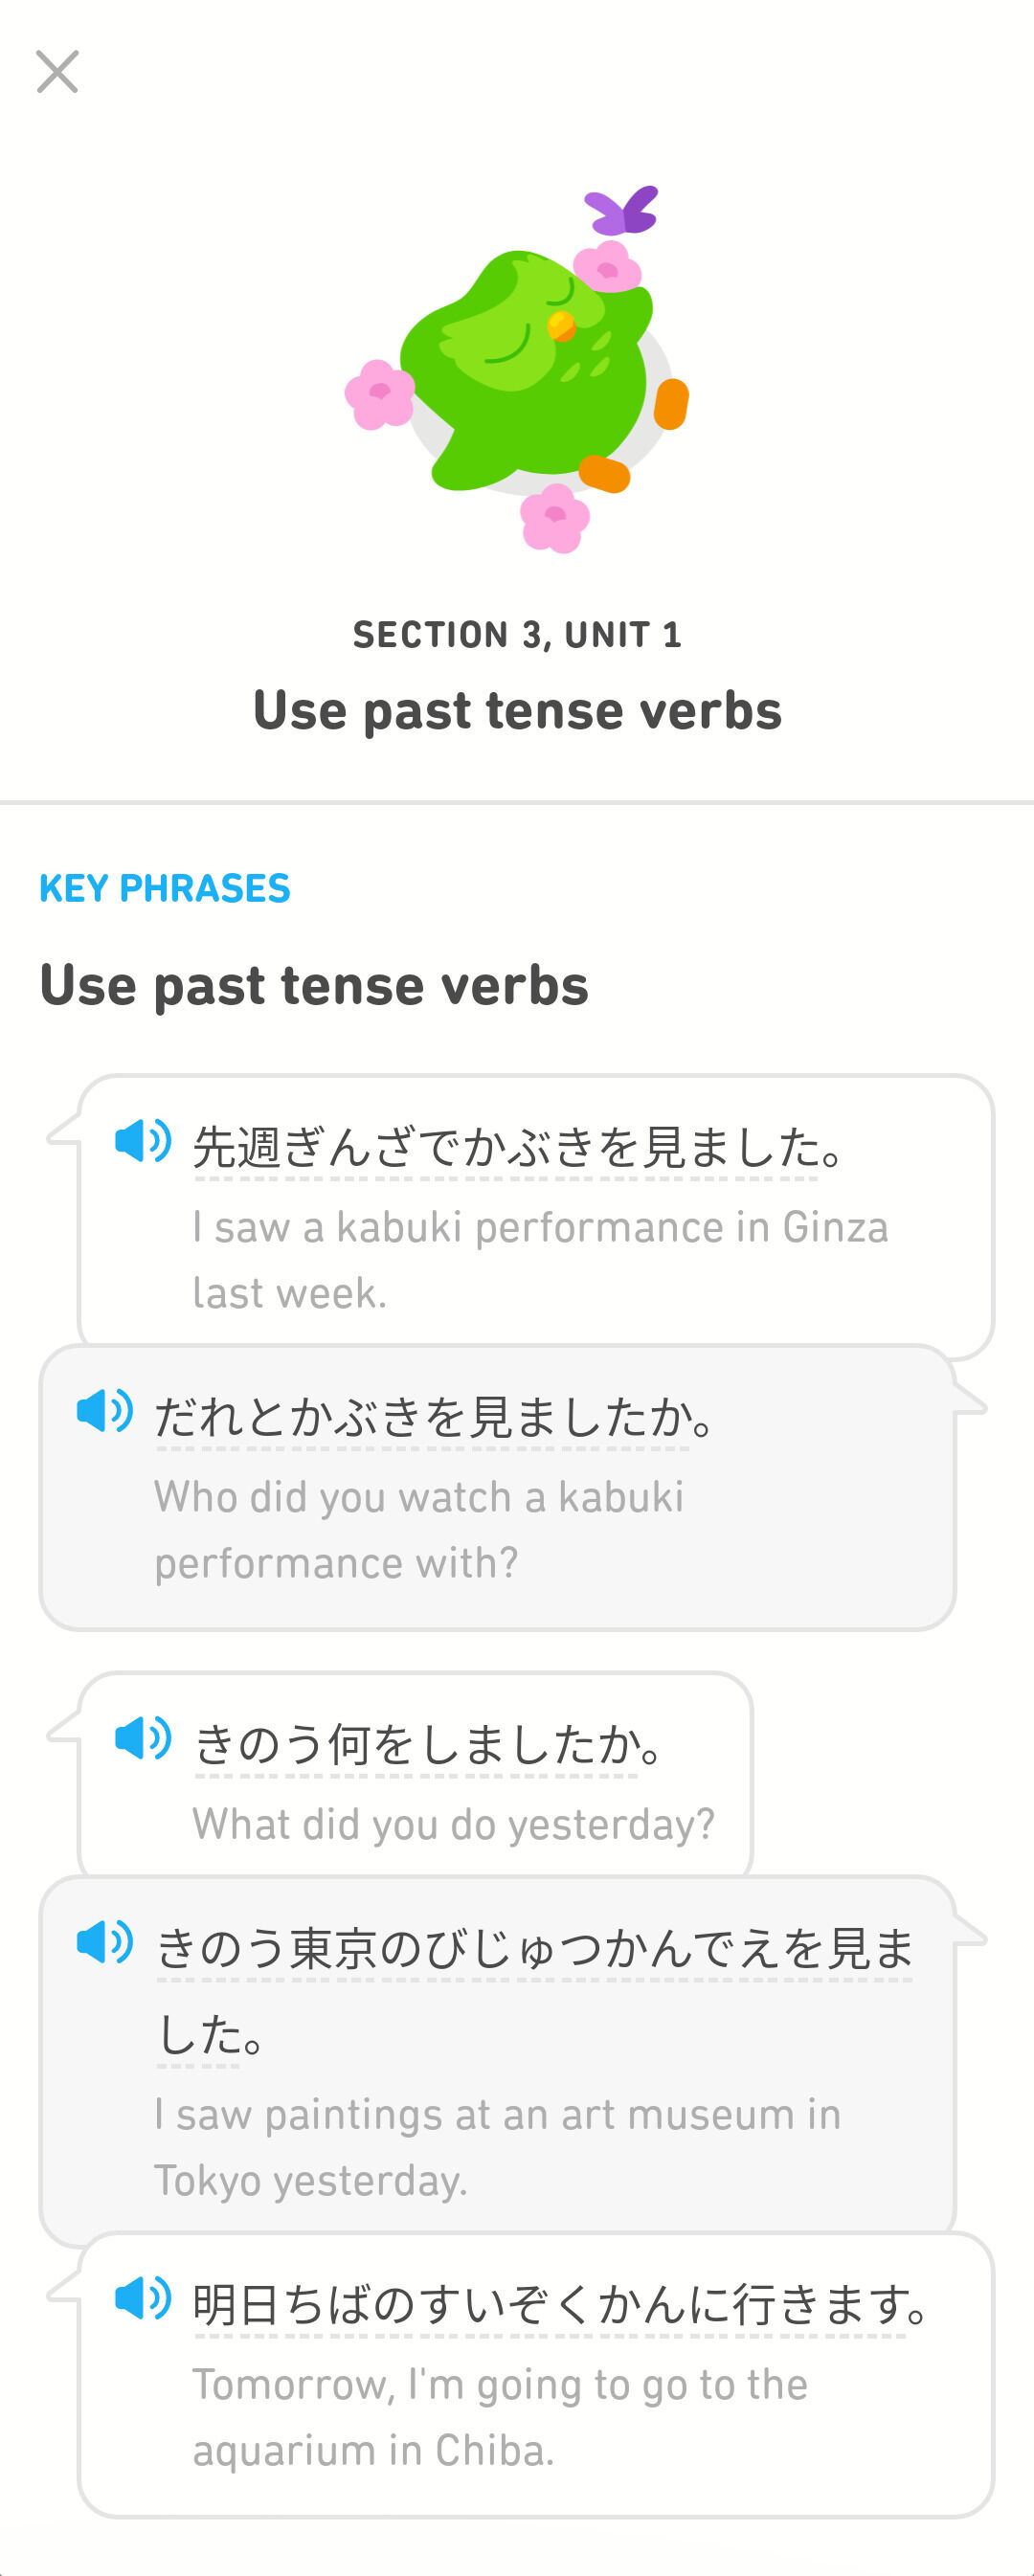 SECTION 3, UNIT 1
Use past tense verbs
KEY PHRASES
Use past tense verbs
先週ぎんざでかぶきを見ました。
I saw a kabuki performance in Ginza
last week.
だれとかぶきを見ましたか。
Who did you watch a kabuki
performance with?
きのう何をしましたか。
What did you do yesterday?
きのう東京のびじゅつかんでえを見ま
した。
I saw paintings at an art museum in
Tokyo yesterday.
明日ちばのすいぞくかんに行きます。
Tomorrow, I'm going to go to the
aquarium in Chiba.